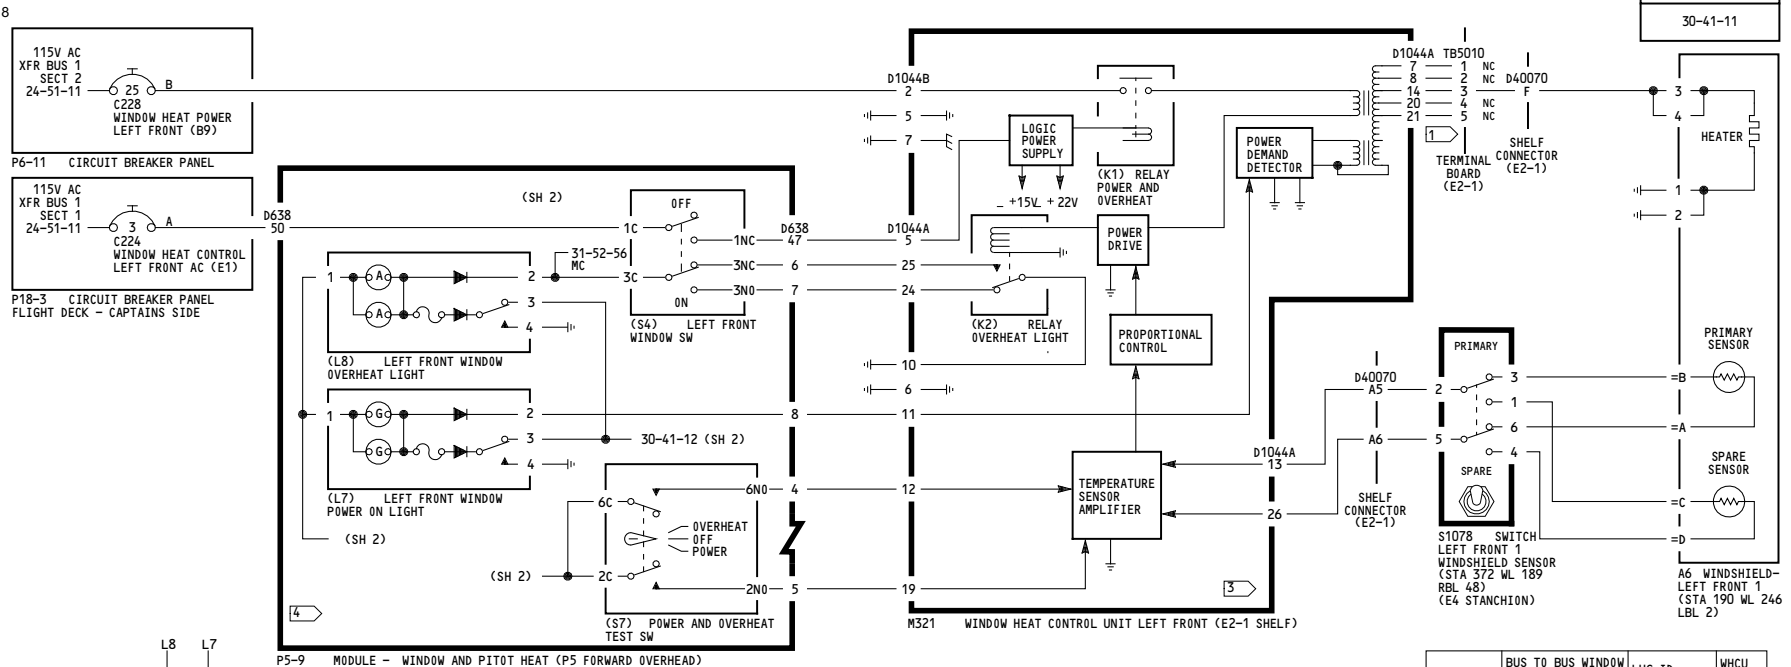 8
30-41-11
115V AC
XFR BUS 1
SECT 2
24-51-11
25
B
C228
WINDOW HEAT POWER
LEFT FRONT (B9)
P6-11 CIRCUIT BREAKER PANEL
115V AC
XFR BUS 1
SECT 1
24-51-11
3
A
C224
WINDOW HEAT CONTROL
LEFT FRONT AC (E1)
P18-3 CIRCUIT BREAKER PANEL
FLIGHT DECK - CAPTAINS SIDE
D638
50
(SH 2)
1
A
A
2
3
4
31-52-56
MC
(L8) LEFT FRONT WINDOW
OVERHEAT LIGHT
1
G
G
2
3
4
30-41-12 (SH 2)
(L7) LEFT FRONT WINDOW
POWER ON LIGHT
(SH 2)
OFF
1C
1NC
3C
3NC
3NO
ON
(S4) LEFT FRONT
WINDOW SW
D638
47
6
7
8
6C
6NO
4
OVERHEAT
OFF
POWER
(SH 2)
2C
2NO
5
(S7) POWER AND OVERHEAT
TEST SW
4
P5-9 MODULE - WINDOW AND PITOT HEAT (P5 FORWARD OVERHEAD)
L8 L7
D1044B
2
5
7
D1044A
5
25
24
10
6
11
12
19
LOGIC
POWER
SUPPLY
_ +15V_ + 22V
(K1) RELAY
POWER AND
OVERHEAT
(K2) RELAY
OVERHEAT LIGHT
POWER
DRIVE
POWER
DEMAND
DETECTOR
PROPORTIONAL
CONTROL
TEMPERATURE
SENSOR
AMPLIFIER
3
M321 WINDOW HEAT CONTROL UNIT LEFT FRONT (E2-1 SHELF)
D1044A TB5010
7 1 NC
8 2 NC
14 3
20 4 NC
21 5 NC
1
TERMINAL
BOARD
(E2-1)
D40070
F
SHELF
CONNECTOR
(E2-1)
D1044A
13
26
D40070
A5
A6
SHELF
CONNECTOR
(E2-1)
PRIMARY
2
5
3
1
6
4
SPARE
S1078 SWITCH
LEFT FRONT 1
WINDSHIELD SENSOR
(STA 372 WL 189
RBL 48)
(E4 STANCHION)
3
4
HEATER
1
2
PRIMARY
SENSOR
=B
=A
SPARE
SENSOR
=C
=D
A6 WINDSHIELD-
LEFT FRONT 1
(STA 190 WL 246
LBL 2)
BUS TO BUS WINDOW
WHCU